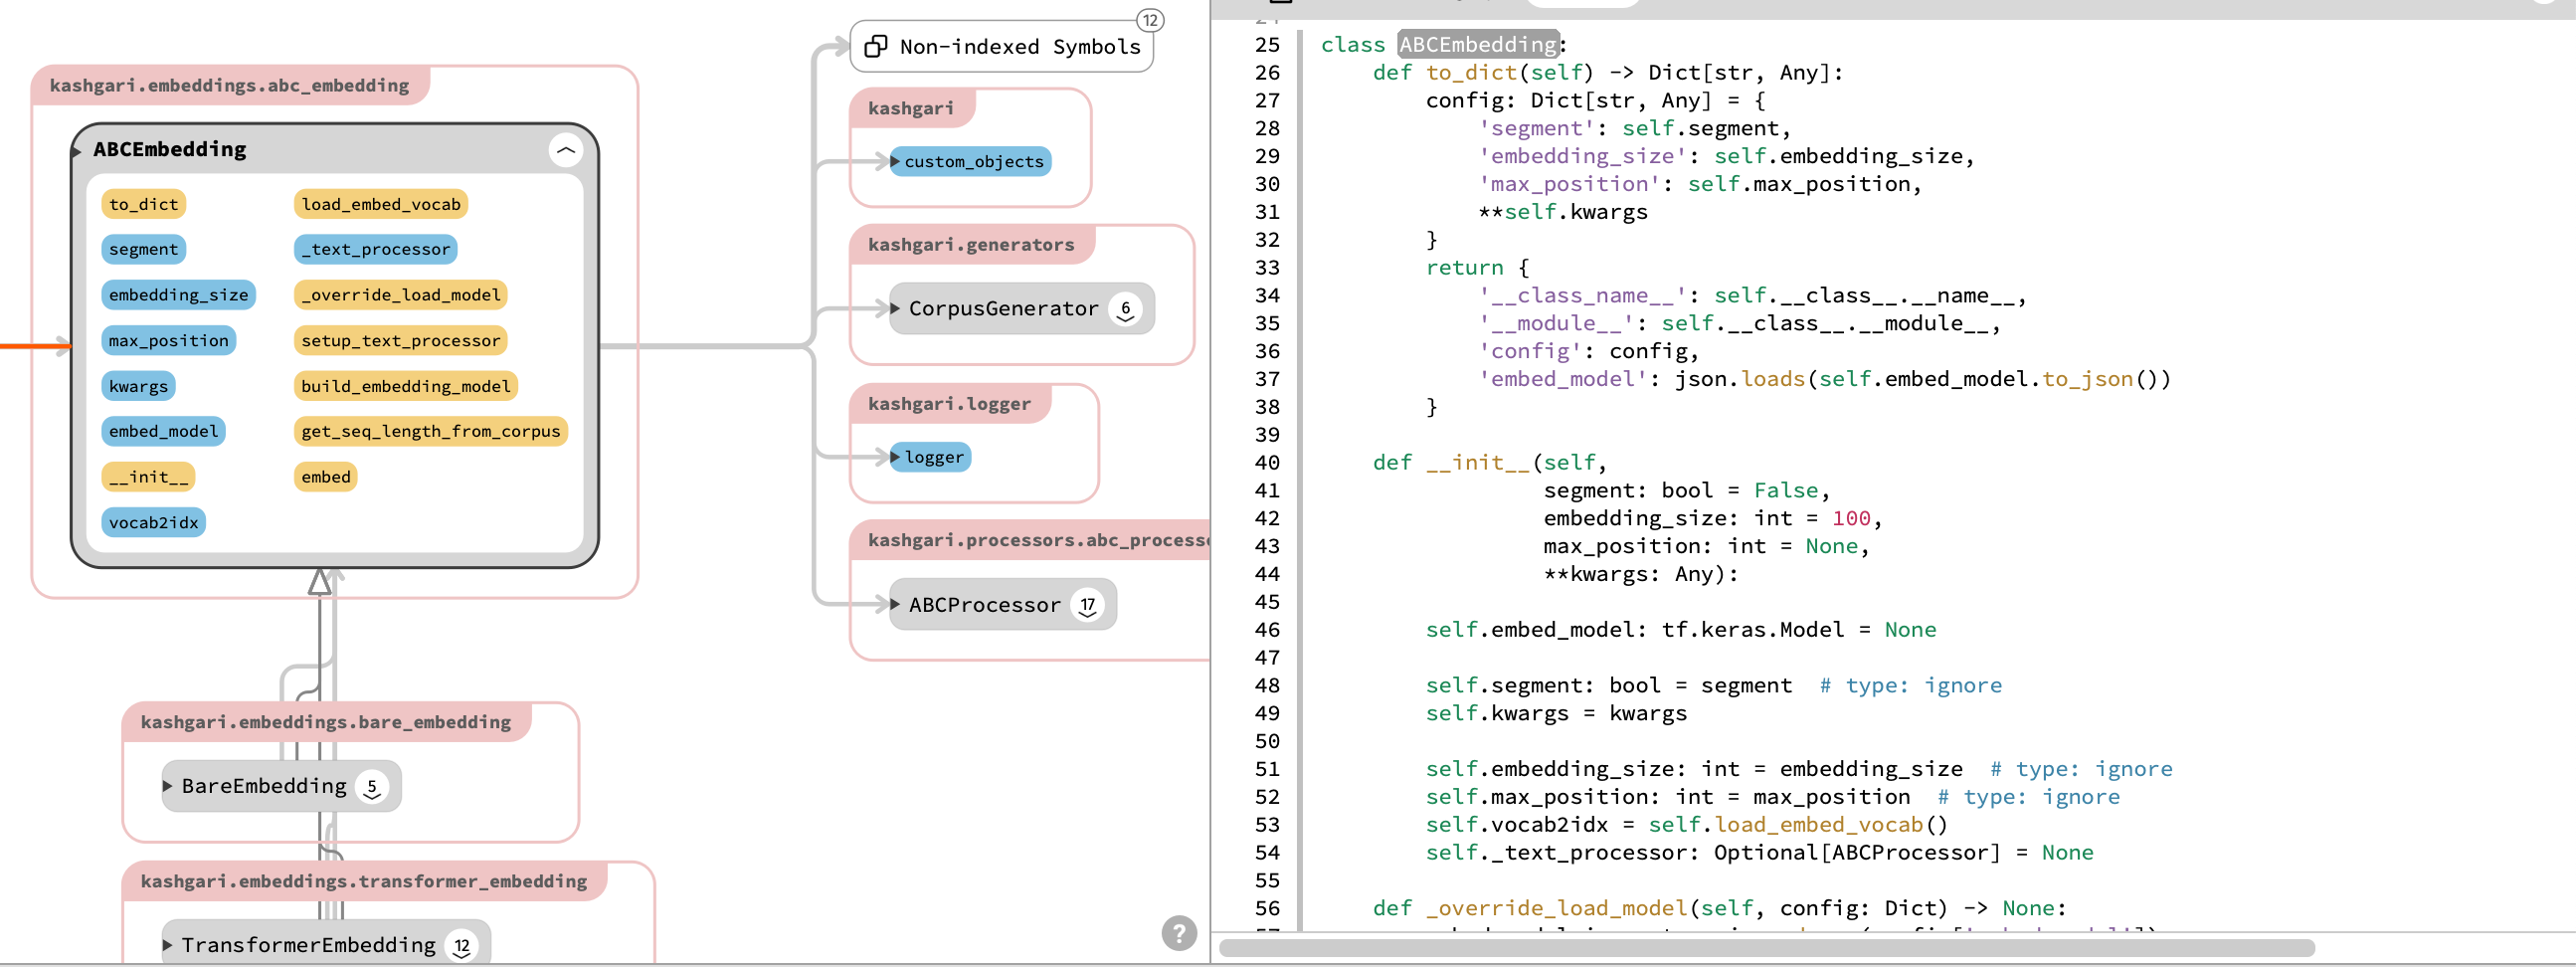 12
Non-indexed Symbols
kashgari.embeddings.abc_embedding
ABCEmbedding
to_dict
load_embed_vocab
segment
_text_processor
embedding_size
_override_load_model
max_position
setup_text_processor
kwargs
build_embedding_model
embed_model
get_seq_length_from_corpus
__init__
embed
vocab2idx
kashgari
custom_objects
kashgari.generators
CorpusGenerator 6
kashgari.logger
logger
kashgari.processors.abc_process
ABCProcessor 17
kashgari.embeddings.bare_embedding
BareEmbedding 5
kashgari.embeddings.transformer_embedding
TransformerEmbedding 12
?
25 class ABCEmbedding:
26     def to_dict(self) -> Dict[str, Any]:
27         config: Dict[str, Any] = {
28             'segment': self.segment,
29             'embedding_size': self.embedding_size,
30             'max_position': self.max_position,
31             **self.kwargs
32         }
33         return {
34             '__class_name__': self.__class__.__name__,
35             '__module__': self.__class__.__module__,
36             'config': config,
37             'embed_model': json.loads(self.embed_model.to_json())
38         }
39
40     def __init__(self,
41                  segment: bool = False,
42                  embedding_size: int = 100,
43                  max_position: int = None,
44                  **kwargs: Any):
45
46         self.embed_model: tf.keras.Model = None
47
48         self.segment: bool = segment  # type: ignore
49         self.kwargs = kwargs
50
51         self.embedding_size: int = embedding_size  # type: ignore
52         self.max_position: int = max_position  # type: ignore
53         self.vocab2idx = self.load_embed_vocab()
54         self._text_processor: Optional[ABCProcessor] = None
55
56     def _override_load_model(self, config: Dict) -> None: